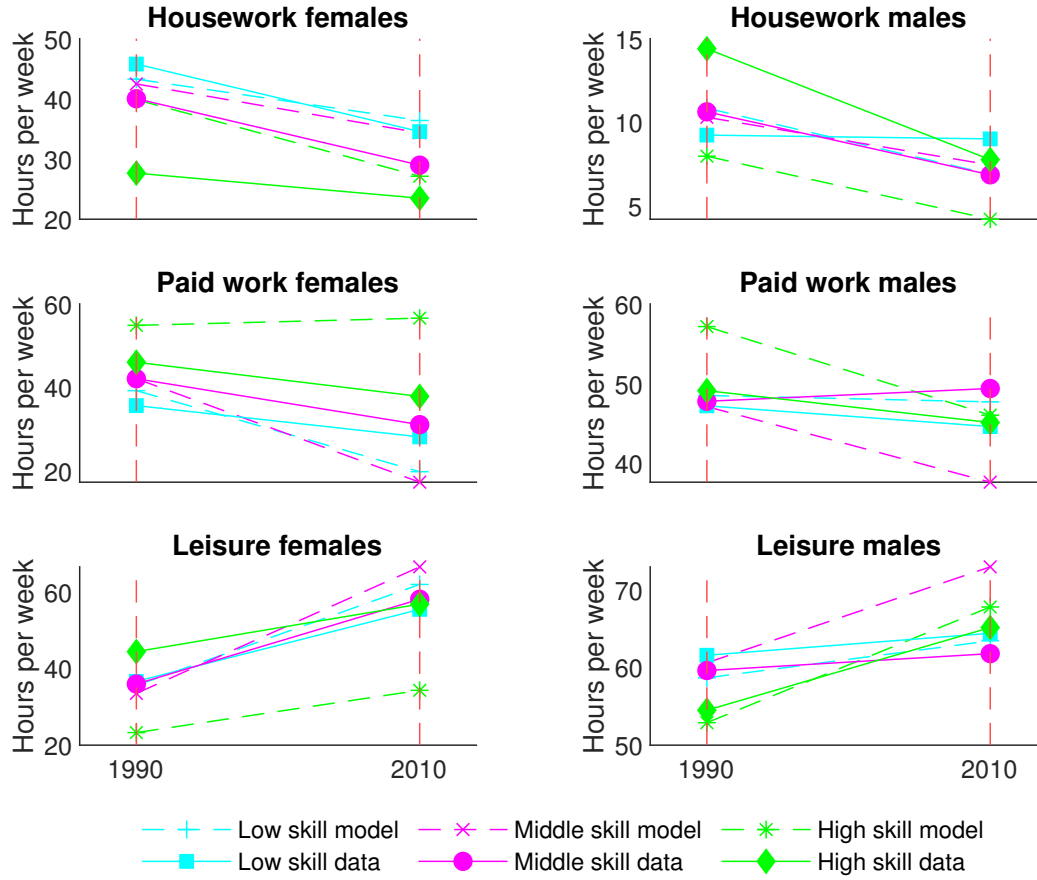 Housework females
Housework males
Hours per week
50
40
30
20
Hours per week
15
10
5
Paid work females
Paid work males
Hours per week
60
40
20
Hours per week
60
50
40
Leisure females
Leisure males
Hours per week
60
40
20
1990 2010
Hours per week
70
60
50
1990 2010
Low skill model Middle skill model High skill model
Low skill data Middle skill data High skill data